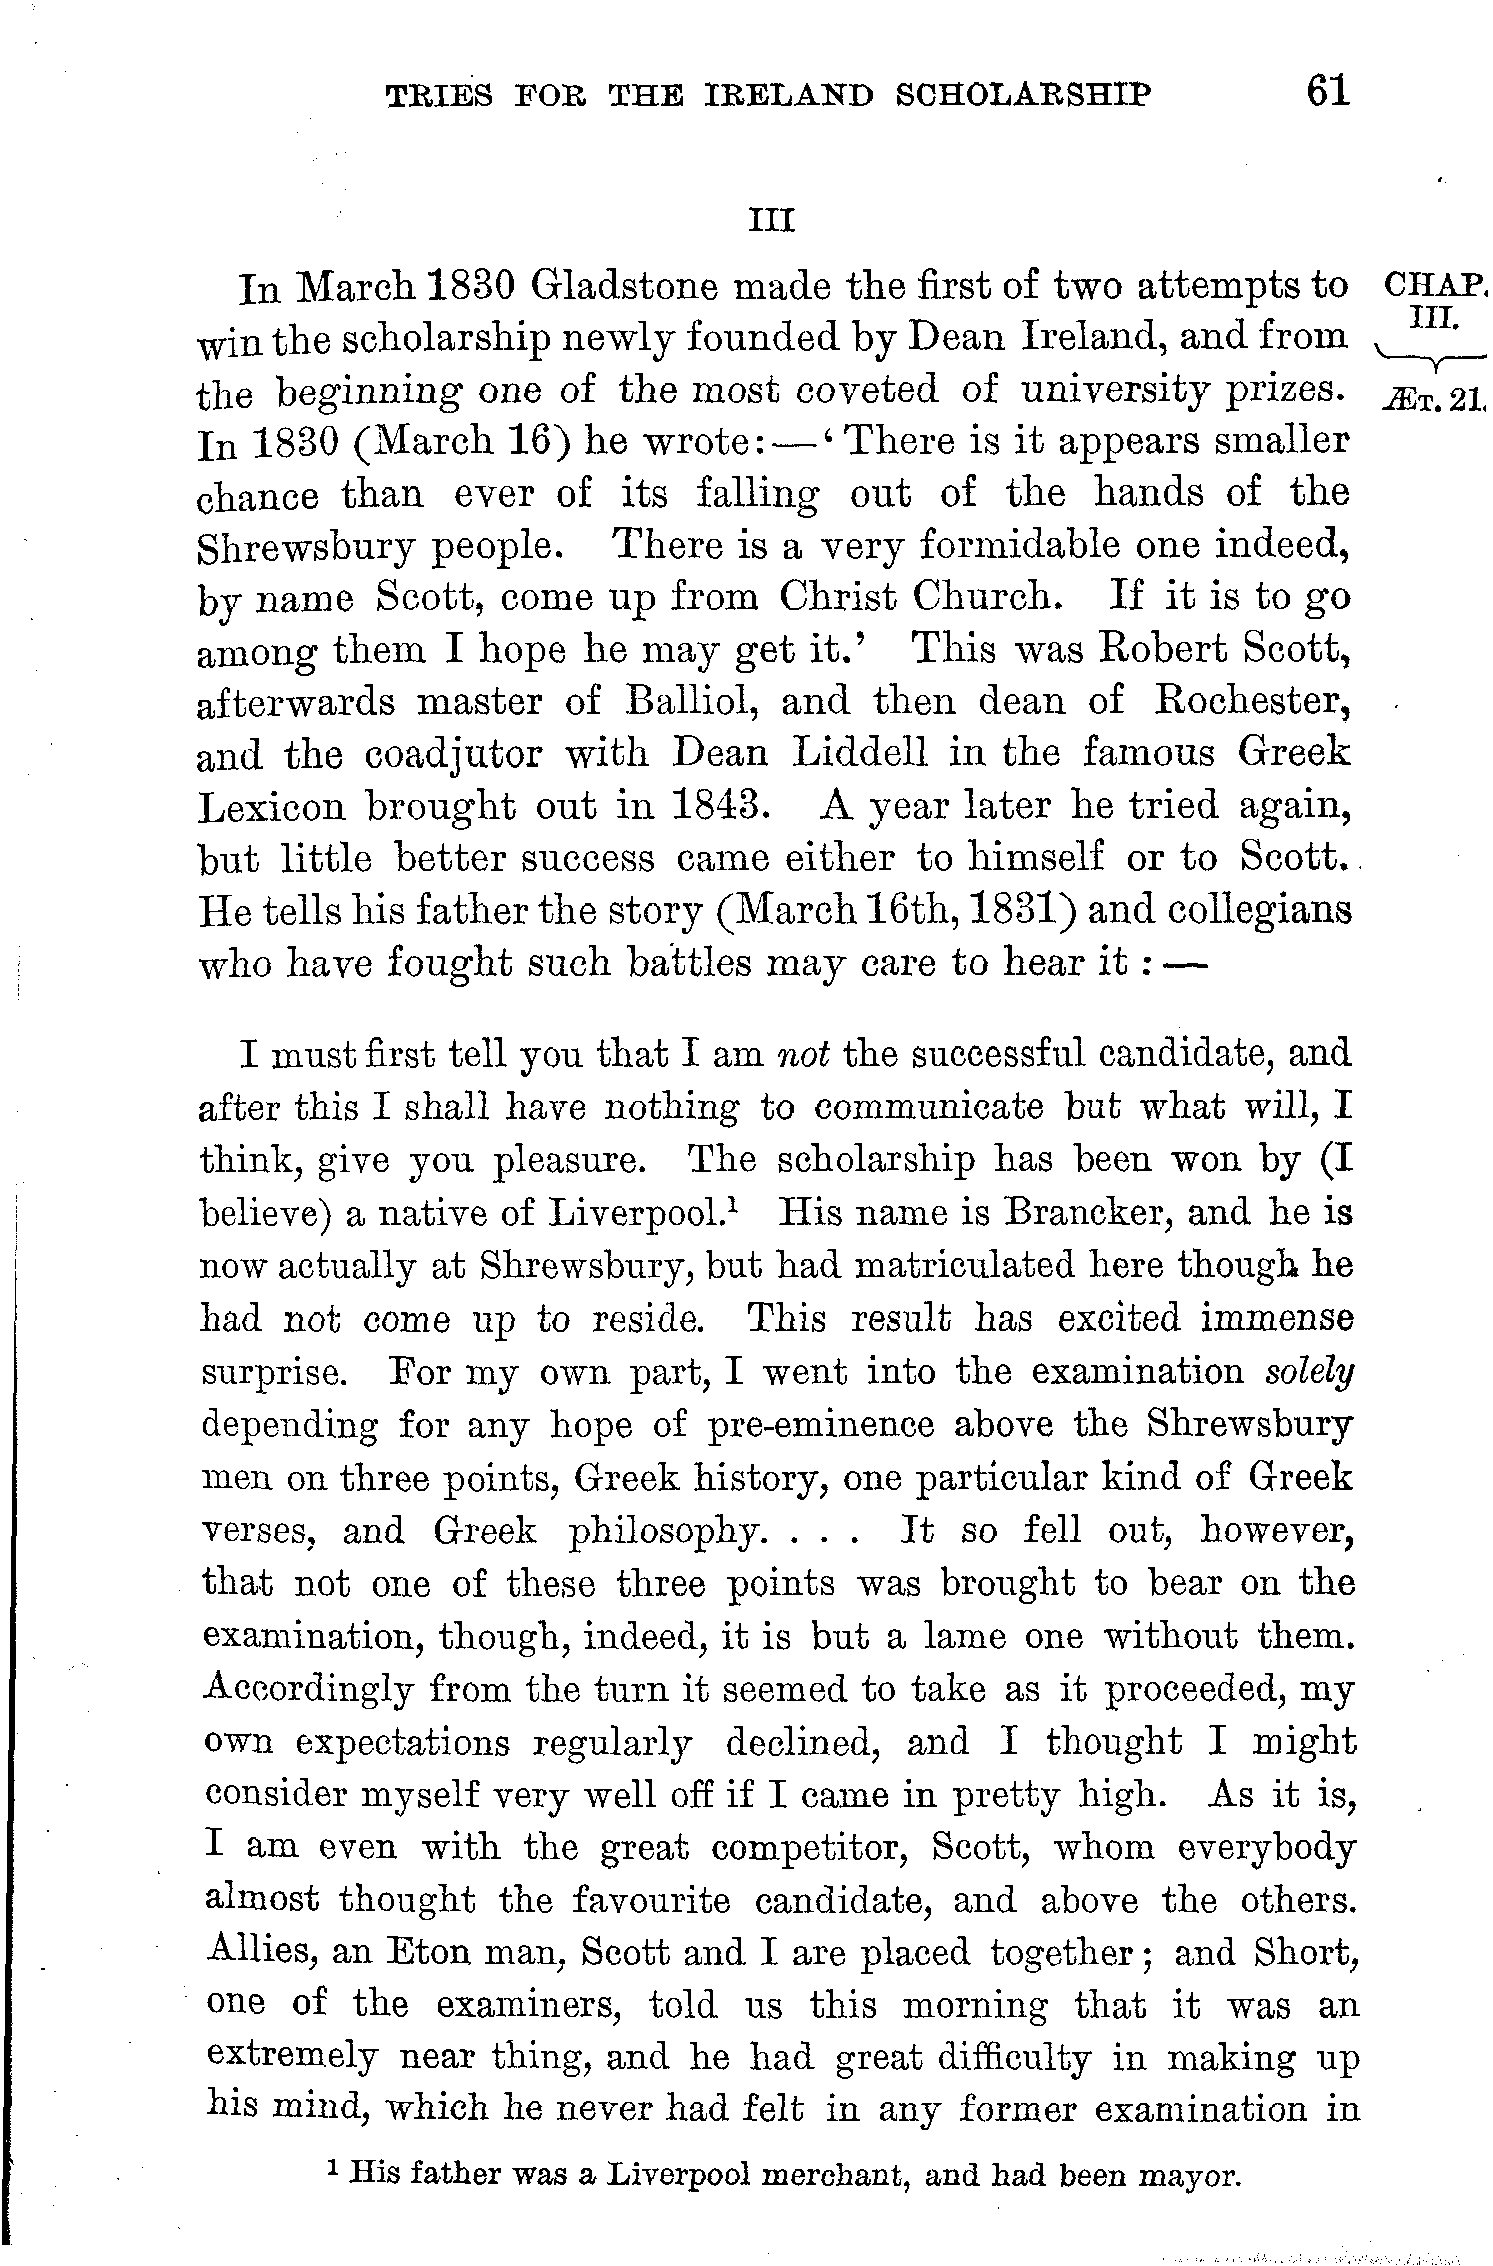 TRIES FOR THE IRELAND SCHOLARSHIP 61
III
In March 1830 Gladstone made the first of two attempts to
win the scholarship newly founded by Dean Ireland, and from
the beginning one of the most coveted of university prizes.
In 1830 (March 16) he wrote:—‘There is it appears smaller
chance than ever of its falling out of the hands of the
Shrewsbury people. There is a very formidable one indeed,
by name Scott, come up from Christ Church. If it is to go
among them I hope he may get it.’ This was Robert Scott,
afterwards master of Balliol, and then dean of Rochester,
and the coadjutor with Dean Liddell in the famous Greek
Lexicon brought out in 1843. A year later he tried again,
but little better success came either to himself or to Scott.
He tells his father the story (March 16th, 1831) and collegians
who have fought such battles may care to hear it:—
CHAP.
III.
ÆT. 21.
I must first tell you that I am not the successful candidate, and
after this I shall have nothing to communicate but what will, I
think, give you pleasure. The scholarship has been won by (I
believe) a native of Liverpool.¹ His name is Brancker, and he is
now actually at Shrewsbury, but had matriculated here though he
had not come up to reside. This result has excited immense
surprise. For my own part, I went into the examination solely
depending for any hope of pre-eminence above the Shrewsbury
men on three points, Greek history, one particular kind of Greek
verses, and Greek philosophy. . . . It so fell out, however,
that not one of these three points was brought to bear on the
examination, though, indeed, it is but a lame one without them.
Accordingly from the turn it seemed to take as it proceeded, my
own expectations regularly declined, and I thought I might
consider myself very well off if I came in pretty high. As it is,
I am even with the great competitor, Scott, whom everybody
almost thought the favourite candidate, and above the others.
Allies, an Eton man, Scott and I are placed together; and Short,
one of the examiners, told us this morning that it was an
extremely near thing, and he had great difficulty in making up
his mind, which he never had felt in any former examination in
¹ His father was a Liverpool merchant, and had been mayor.